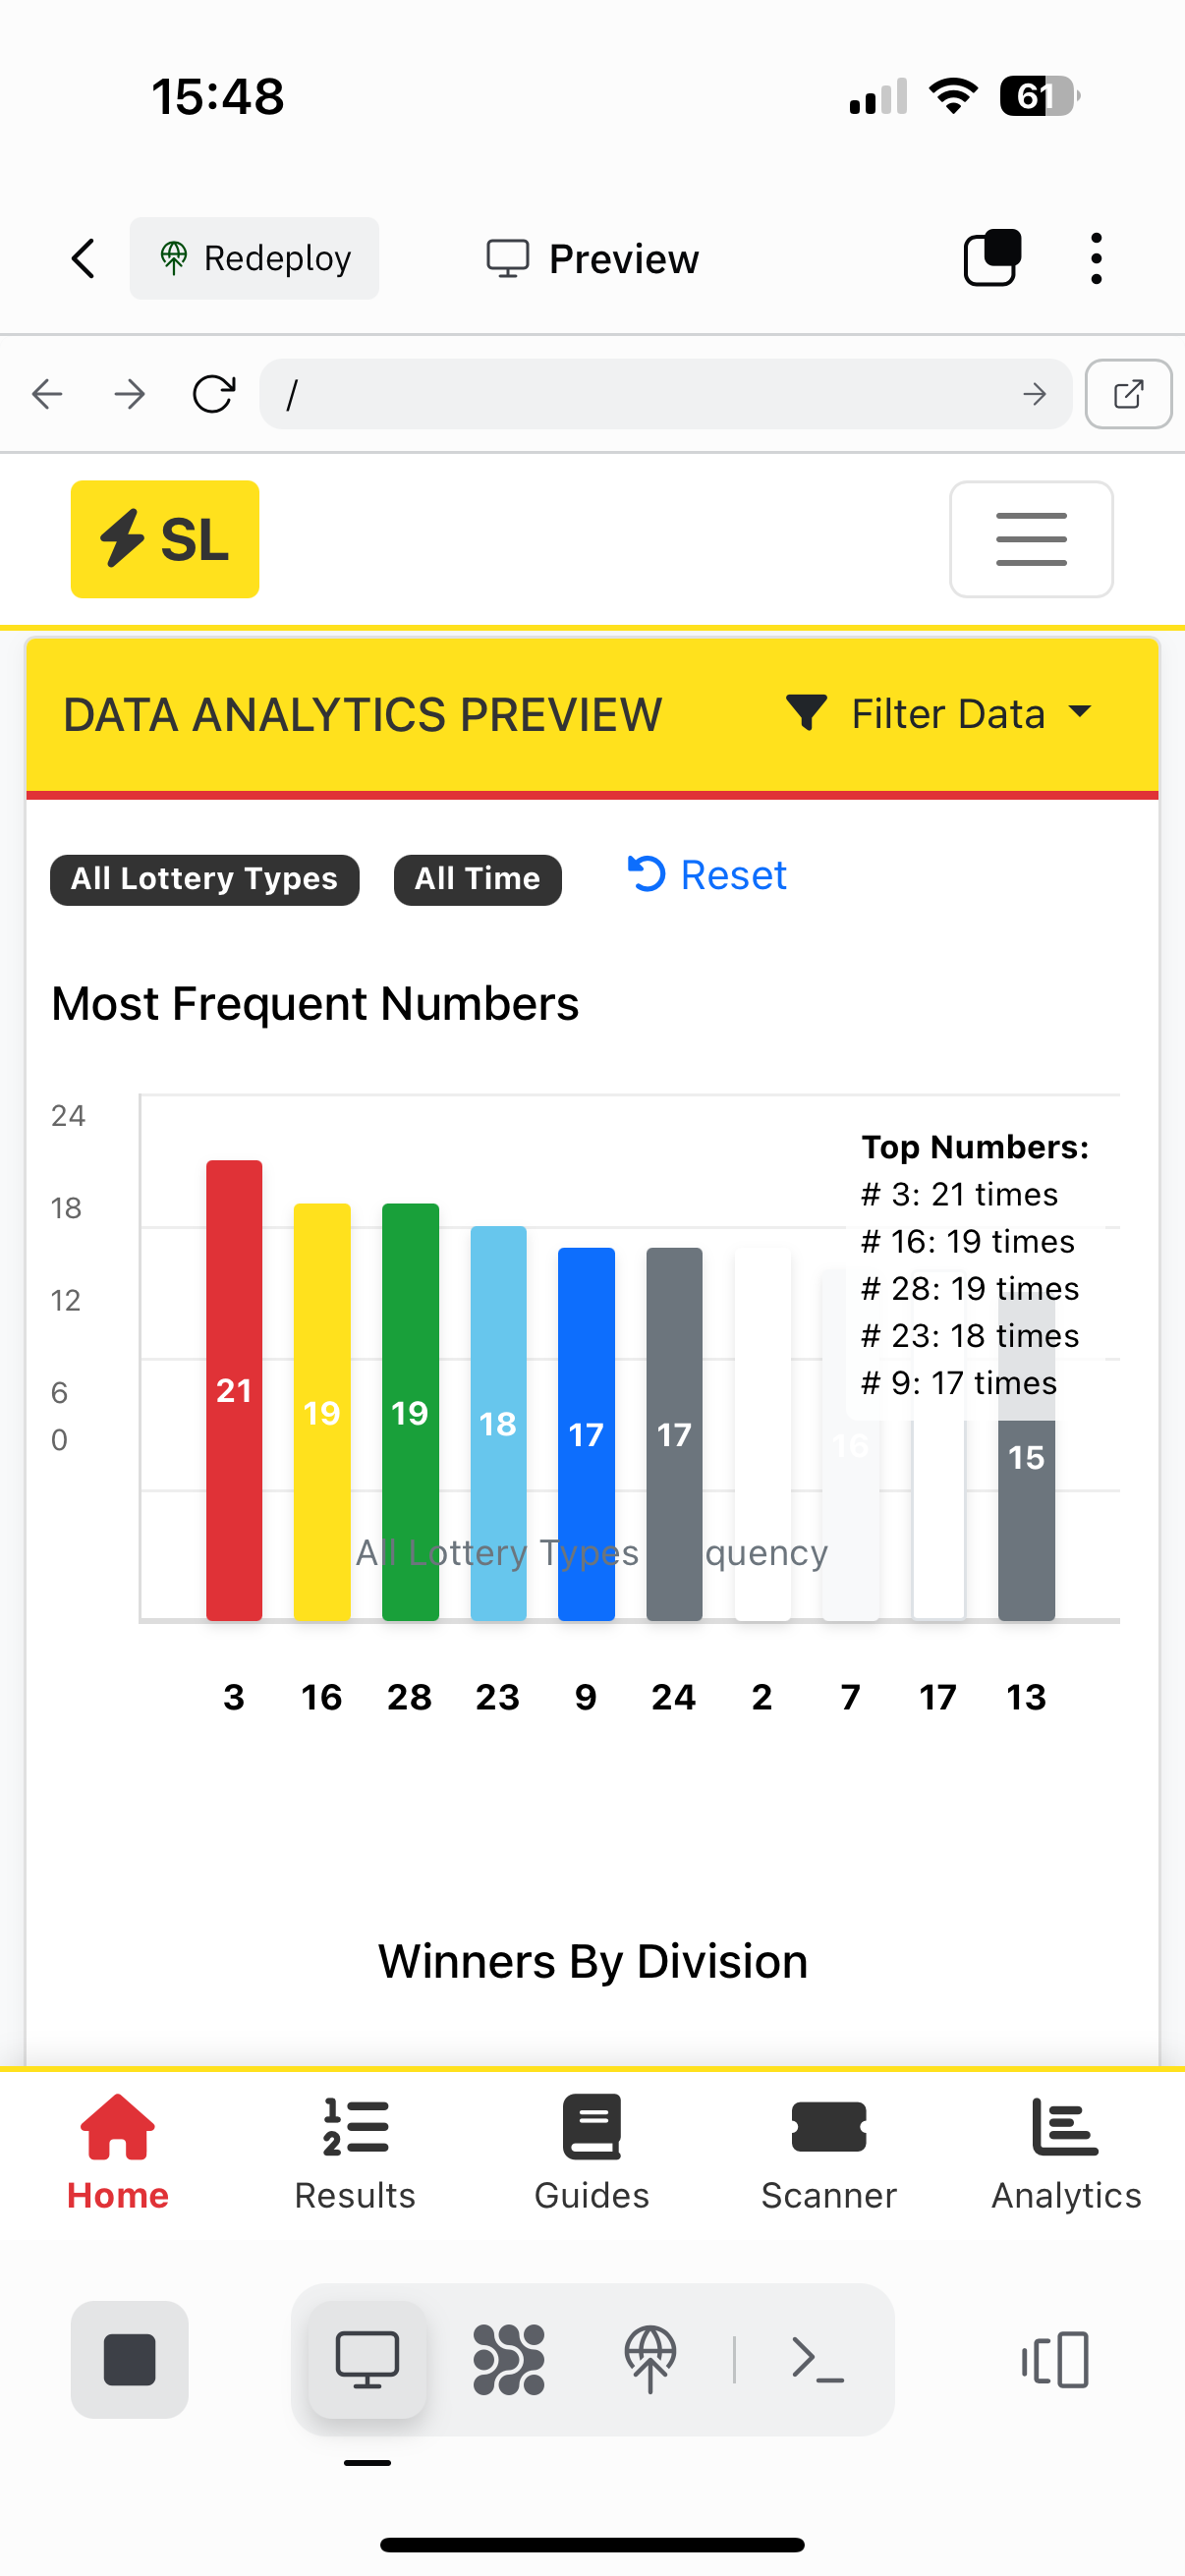 15:48
61
Redeploy
Preview
/
SL
DATA ANALYTICS PREVIEW
Filter Data
All Lottery Types
All Time
Reset
Most Frequent Numbers
24
18
12
6
0
Top Numbers:
# 3: 21 times
# 16: 19 times
# 28: 19 times
# 23: 18 times
# 9: 17 times
21
19
19
18
17
17
16
15
All Lottery Types quency
3
16
28
23
9
24
2
7
17
13
Winners By Division
Home
Results
Guides
Scanner
Analytics